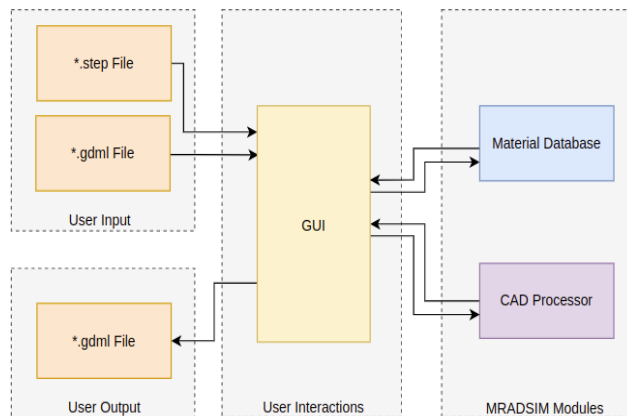 *.step File
*.gdml File
User Input
*.gdml File
User Output
GUI
User Interactions
Material Database
CAD Processor
MRADSIM Modules